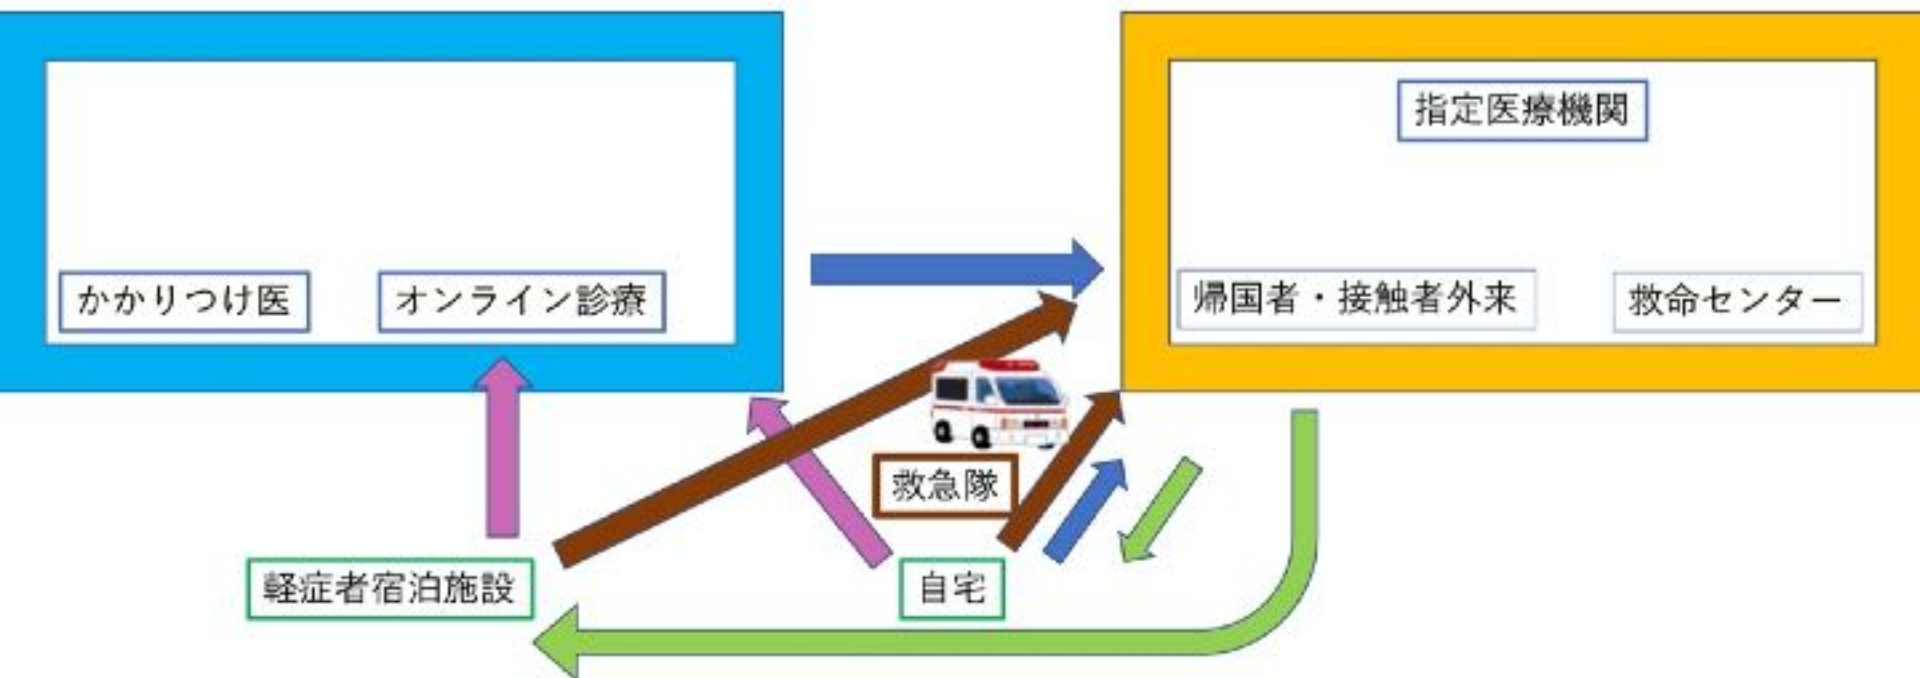 指定医療機関
かかりつけ医
オンライン診療
帰国者・接触者外来
救命センター
救急隊
軽症者宿泊施設
自宅